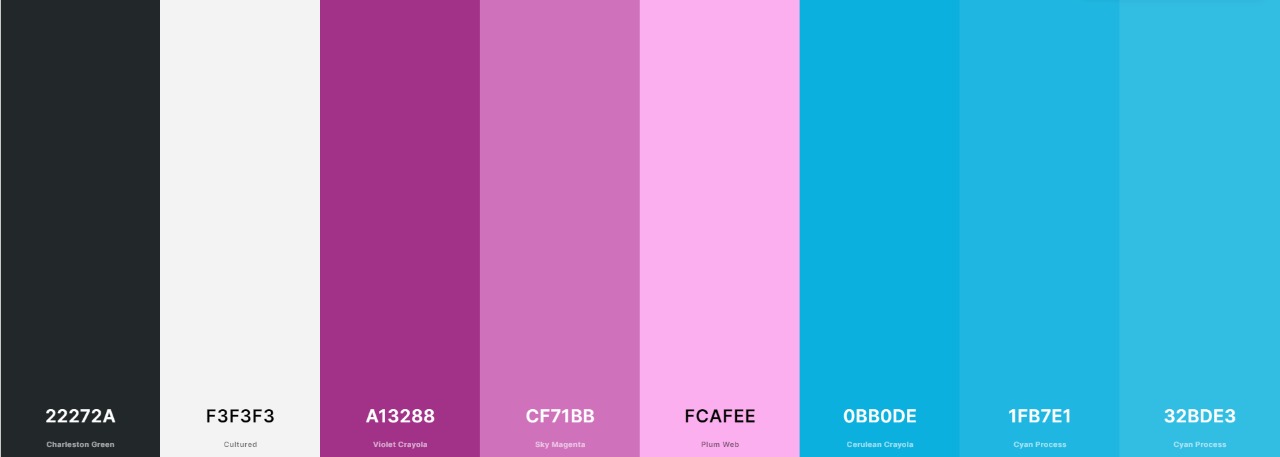 22272A F3F3F3 A13288 CF71BB FCAFEE 0BB0DE 1FB7E1 32BDE3
Charleston Green Cultured Violet Crayola Sky Magenta Plum Web Cerulean Crayola Cyan Process Cyan Process